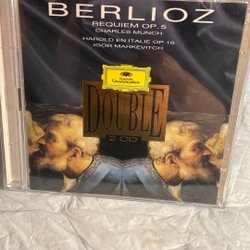 BERLIOZ
REQUIEM OP. 5
CHARLES MUNCH
HAROLD EN ITALIE OP. 16
IGOR MARKEVITCH
Deutsche
Grammophon
DOUBLE
2 CD